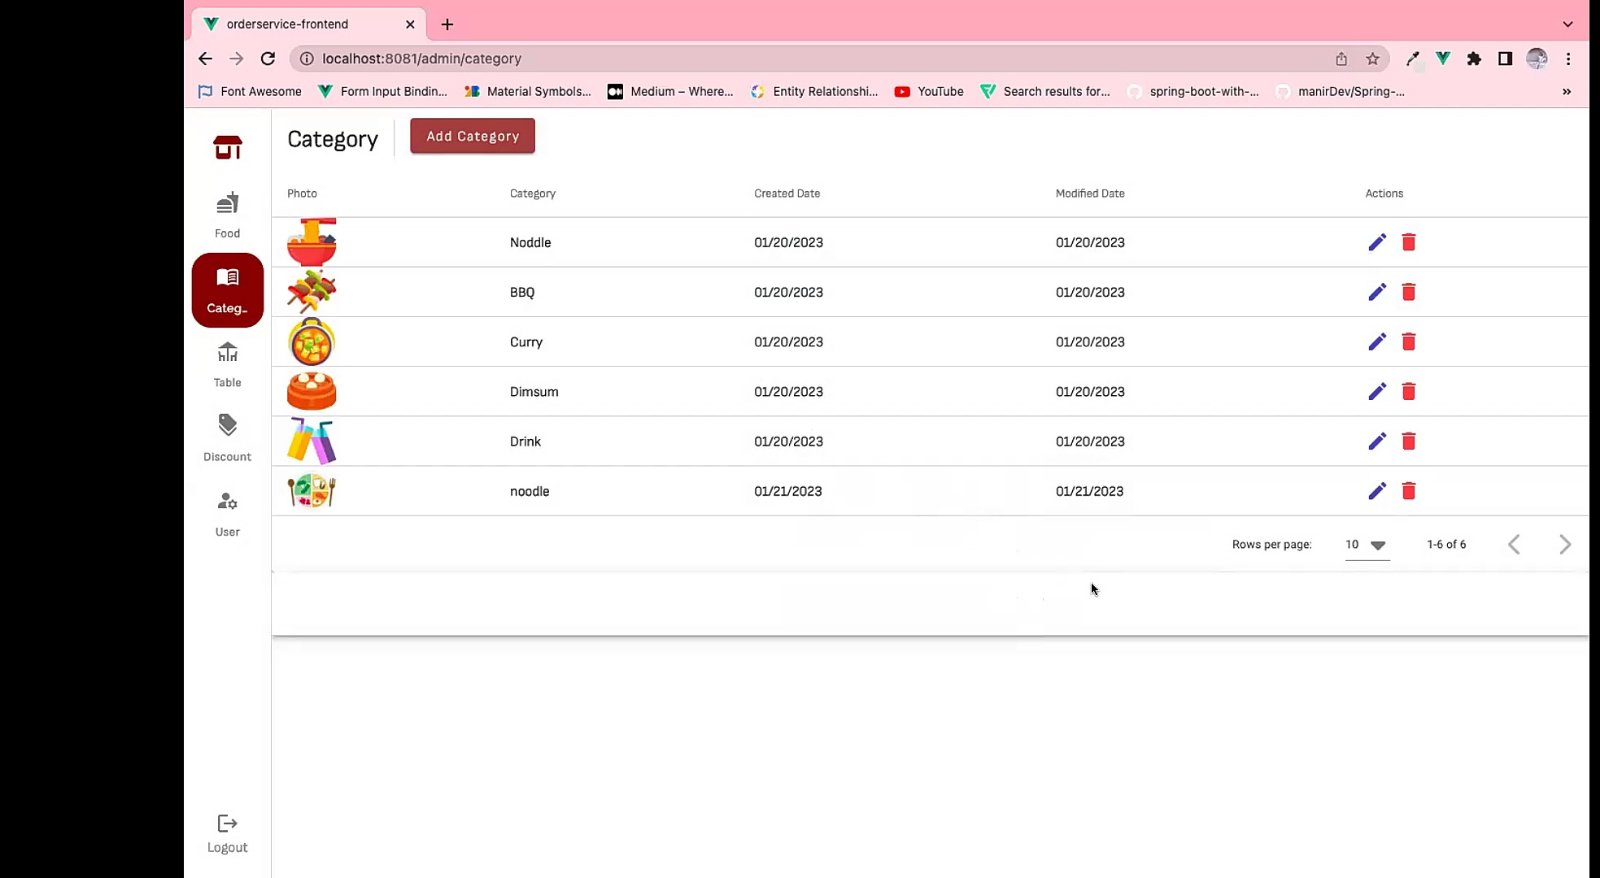 orderservice-frontend
localhost:8081/admin/category
Font Awesome Form Input Bindin... Material Symbols... Medium – Where... Entity Relationshi... YouTube Search results for... spring-boot-with-... manirDev/Spring-...
Category Add Category
Photo Category Created Date Modified Date Actions
Noddle 01/20/2023 01/20/2023
BBQ 01/20/2023 01/20/2023
Curry 01/20/2023 01/20/2023
Dimsum 01/20/2023 01/20/2023
Drink 01/20/2023 01/20/2023
noodle 01/21/2023 01/21/2023
Rows per page: 10 1-6 of 6
Food
Categ...
Table
Discount
User
Logout